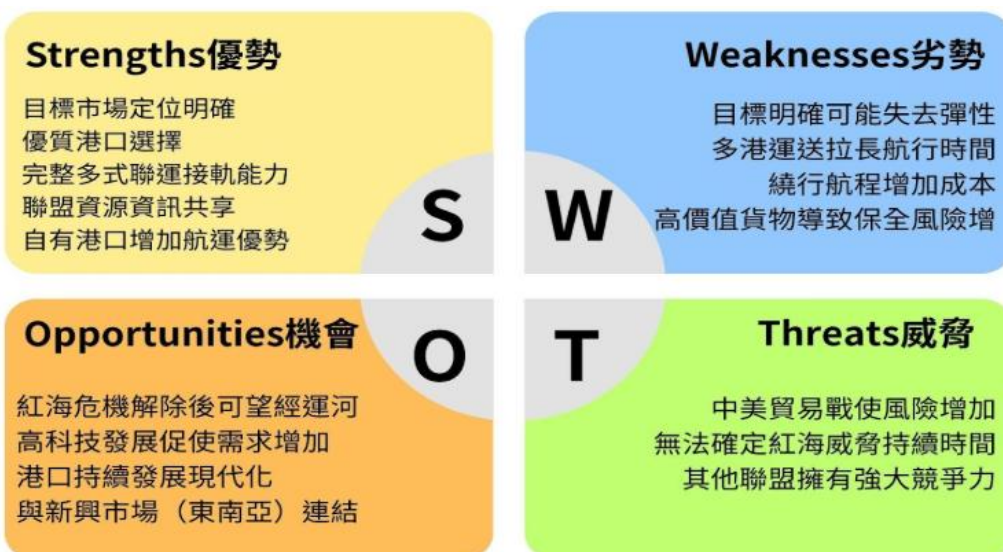 Strengths優勢
目標市場定位明確
優質港口選擇
完整多式聯運接軌能力
聯盟資源資訊共享
自有港口增加航運優勢
S
Weaknesses劣勢
目標明確可能失去彈性
多港運送拉長航行時間
繞行航程增加成本
高價值貨物導致保全風險增
W
Opportunities機會
紅海危機解除後可望經運河
高科技發展促使需求增加
港口持續發展現代化
與新興市場（東南亞）連結
O
Threats威脅
中美貿易戰使風險增加
無法確定紅海威脅持續時間
其他聯盟擁有強大競爭力
T